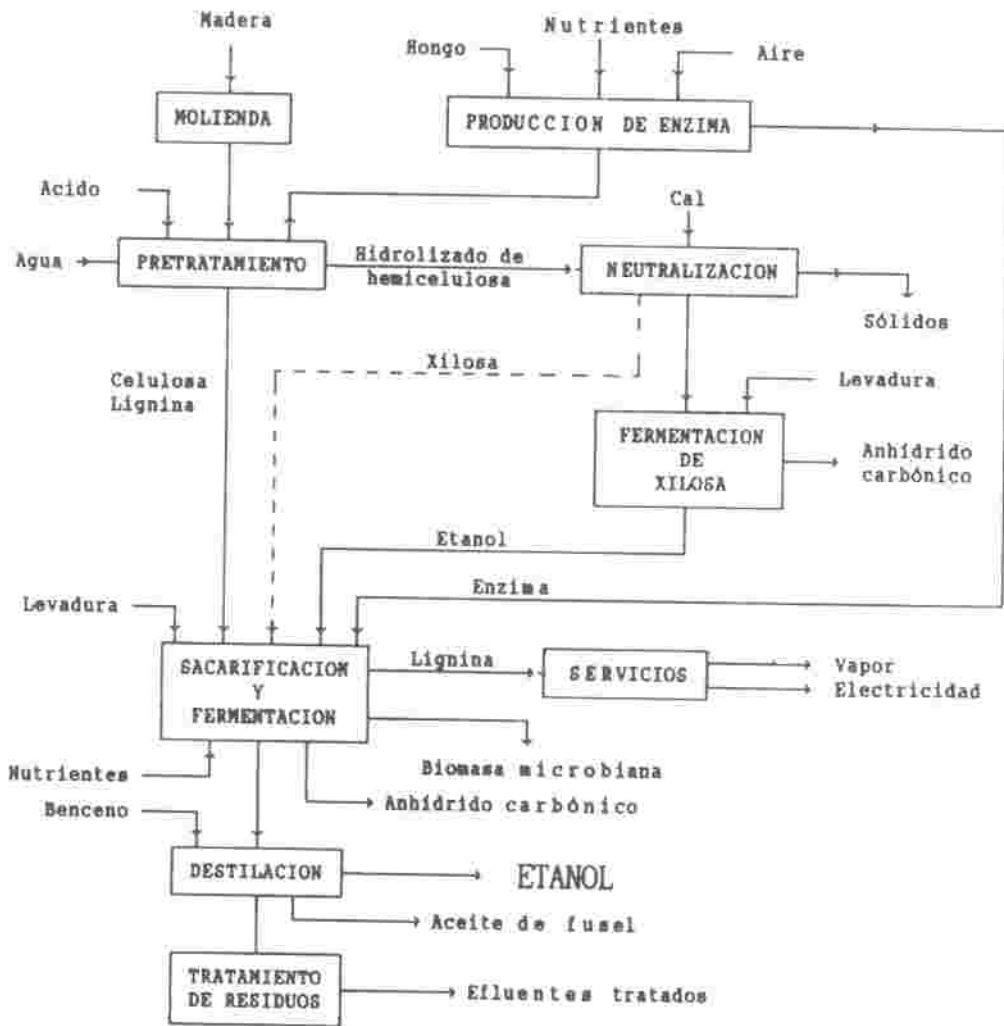 Madera
Nutrientes
Hongo
Aire
MOLIENDA
PRODUCCION DE ENZIMA
Acido
Cal
Agua
PRETRATAMIENTO
Hidrolizado de
hemicelulosa
NEUTRALIZACION
Sólidos
Xilosa
Celulosa
Lignina
Levadura
FERMENTACION
DE
XILOSA
Anhídrido
carbónico
Etanol
Enzima
Levadura
SACARIFICACION
Y
FERMENTACION
Lignina
SERVICIOS
Vapor
Electricidad
Nutrientes
Biomasa microbiana
Anhídrido carbónico
Benceno
DESTILACION
ETANOL
Aceite de fusel
TRATAMIENTO
DE RESIDUOS
Efluentes tratados